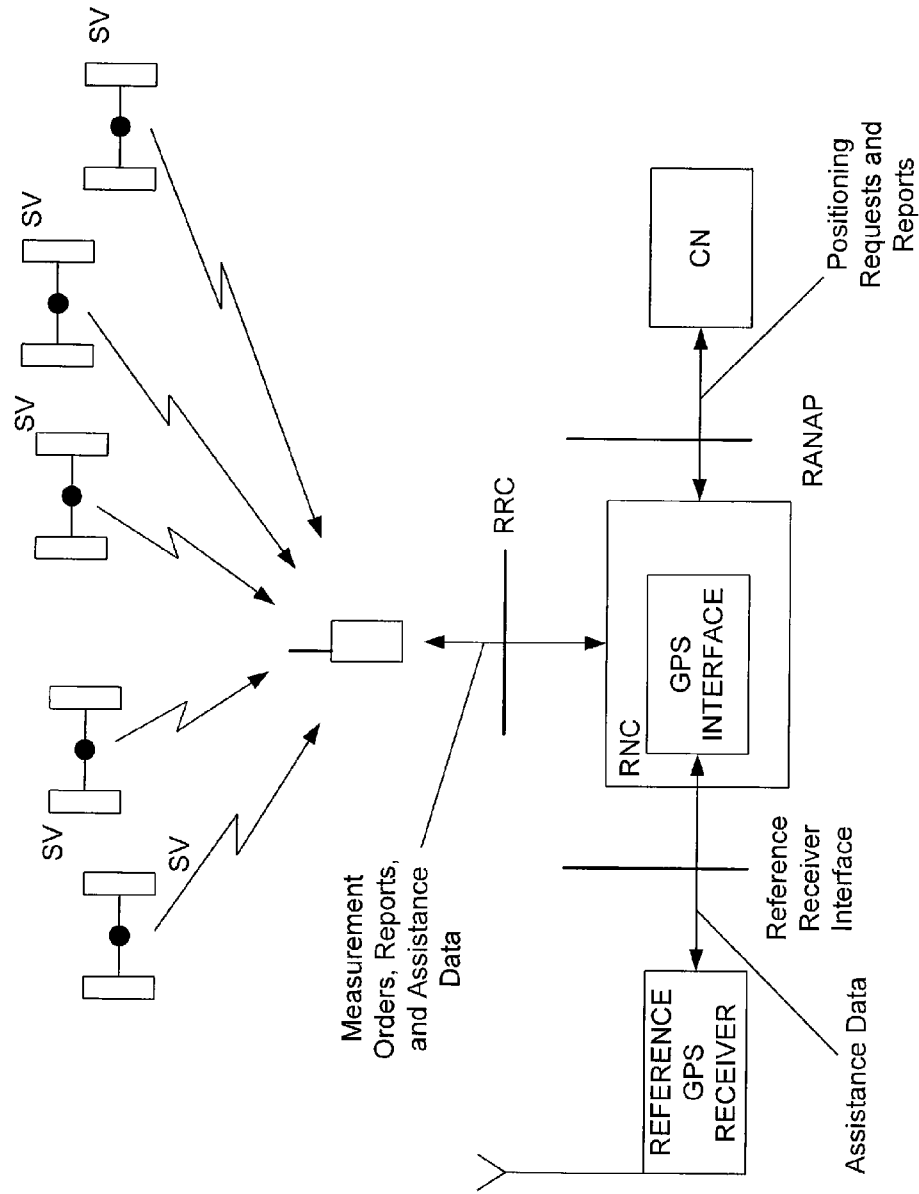 SV
SV
SV
SV
SV
Measurement
Orders, Reports,
and Assistance
Data
RRC
REFERENCE
GPS
RECEIVER
Assistance Data
Reference
Receiver
Interface
RNC
GPS
INTERFACE
RANAP
CN
Positioning
Requests and
Reports